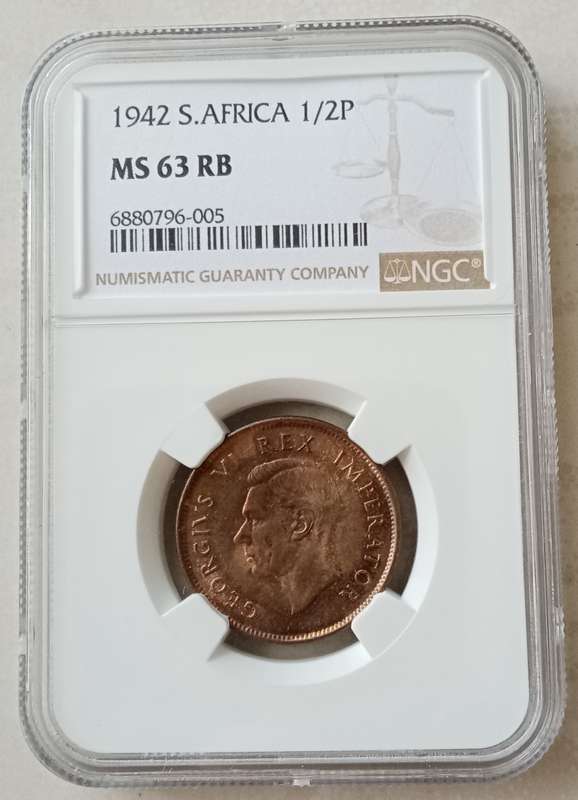 1942 S.AFRICA 1/2P
MS 63 RB
6880796-005
NUMISMATIC GUARANTY COMPANY
NGC®
GEORGIVS VI REX IMPERATOR